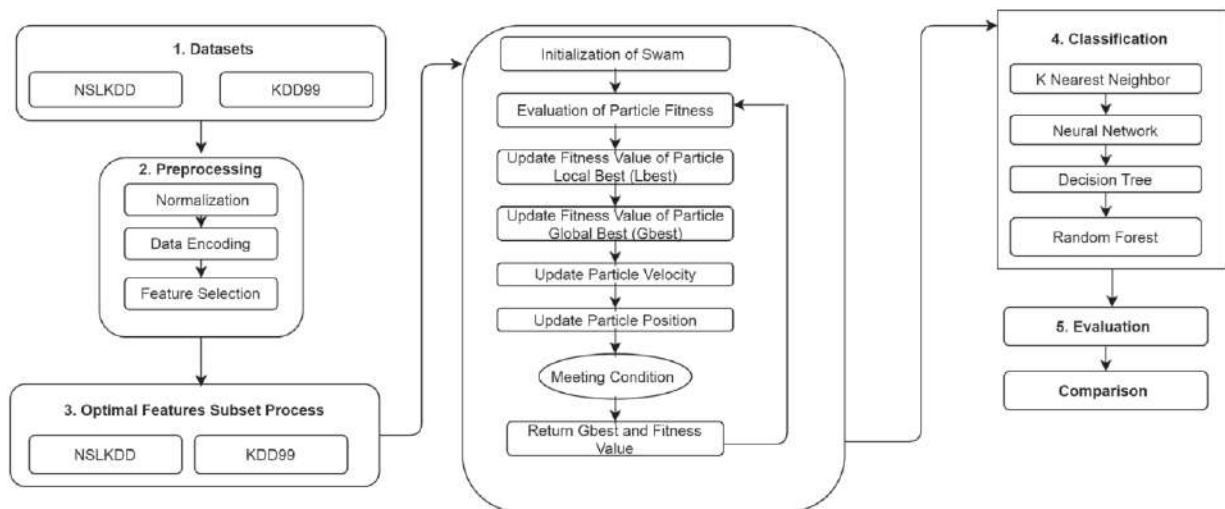 1. Datasets
NSLKDD
KDD99
2. Preprocessing
Normalization
Data Encoding
Feature Selection
3. Optimal Features Subset Process
NSLKDD
KDD99
Initialization of Swam
Evaluation of Particle Fitness
Update Fitness Value of Particle
Local Best (Lbest)
Update Fitness Value of Particle
Global Best (Gbest)
Update Particle Velocity
Update Particle Position
Meeting Condition
Return Gbest and Fitness
Value
4. Classification
K Nearest Neighbor
Neural Network
Decision Tree
Random Forest
5. Evaluation
Comparison